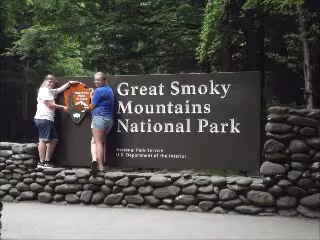 Great Smoky
Mountains
National Park
National Park Service
U.S. Department of the Interior